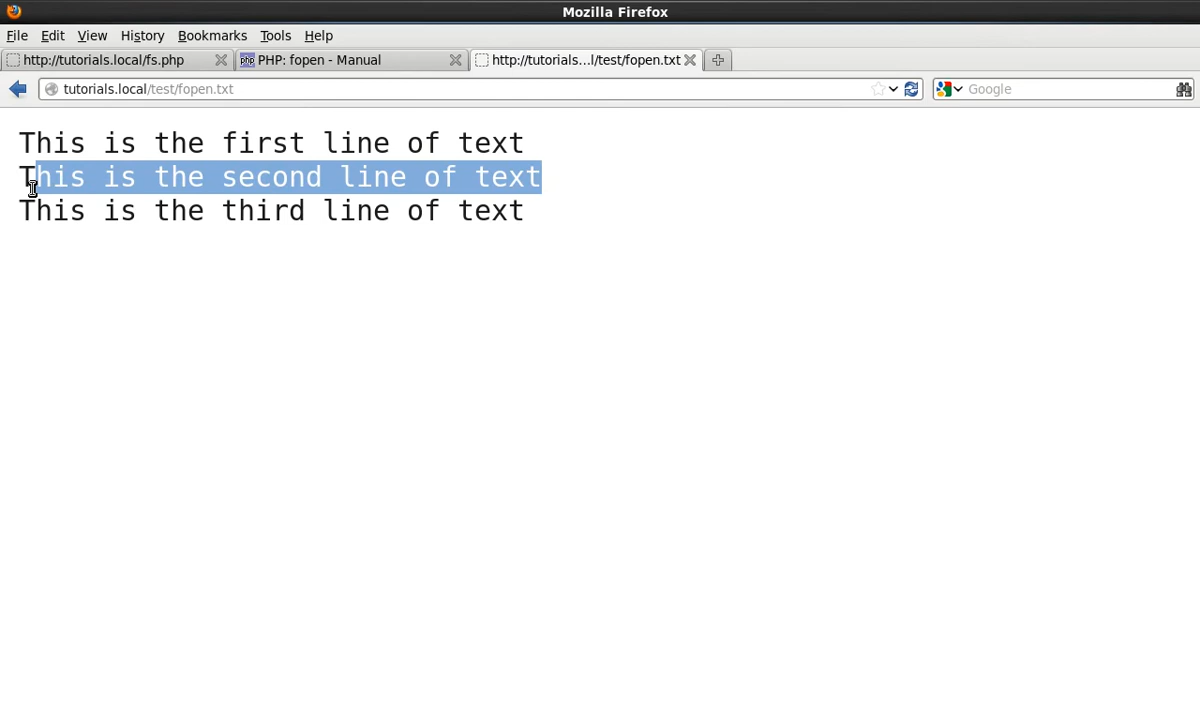 Mozilla Firefox
File Edit View History Bookmarks Tools Help
http://tutorials.local/fs.php php PHP: fopen - Manual http://tutorials...l/test/fopen.txt
tutorials.local/test/fopen.txt Google
This is the first line of text
This is the second line of text
This is the third line of text